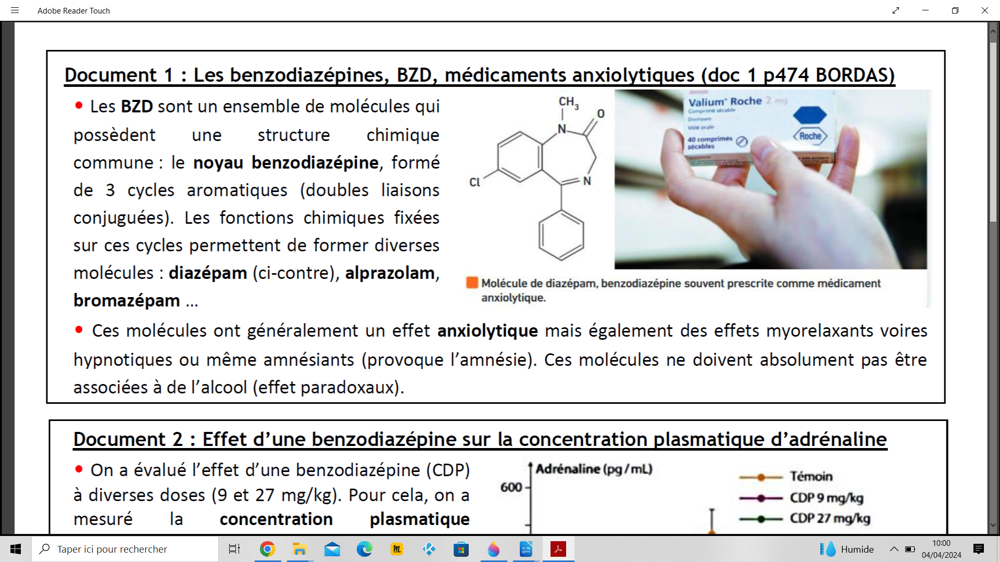 Adobe Reader Touch
Document 1 : Les benzodiazépines, BZD, médicaments anxiolytiques (doc 1 p474 BORDAS)
• Les BZD sont un ensemble de molécules qui
possèdent une structure chimique
commune : le noyau benzodiazépine, formé
de 3 cycles aromatiques (doubles liaisons
conjuguées). Les fonctions chimiques fixées
sur ces cycles permettent de former diverses
molécules : diazépam (ci-contre), alprazolam,
bromazépam ...
CH3
O
N
N
Cl
Valium® Roche 2 mg
Comprimé sécable
Diazépam
Voie orale
40 comprimés
sécables
Roche
Molécule de diazépam, benzodiazépine souvent prescrite comme médicament
anxiolytique.
• Ces molécules ont généralement un effet anxiolytique mais également des effets myorelaxants voires
hypnotiques ou même amnésiants (provoque l'amnésie). Ces molécules ne doivent absolument pas être
associées à de l'alcool (effet paradoxaux).
Document 2 : Effet d'une benzodiazépine sur la concentration plasmatique d'adrénaline
• On a évalué l'effet d'une benzodiazépine (CDP)
à diverses doses (9 et 27 mg/kg). Pour cela, on a
mesuré la concentration plasmatique
Adrénaline (pg/mL)
600
Témoin
CDP 9 mg/kg
CDP 27 mg/kg
Taper ici pour rechercher
Humide
10:00
04/04/2024